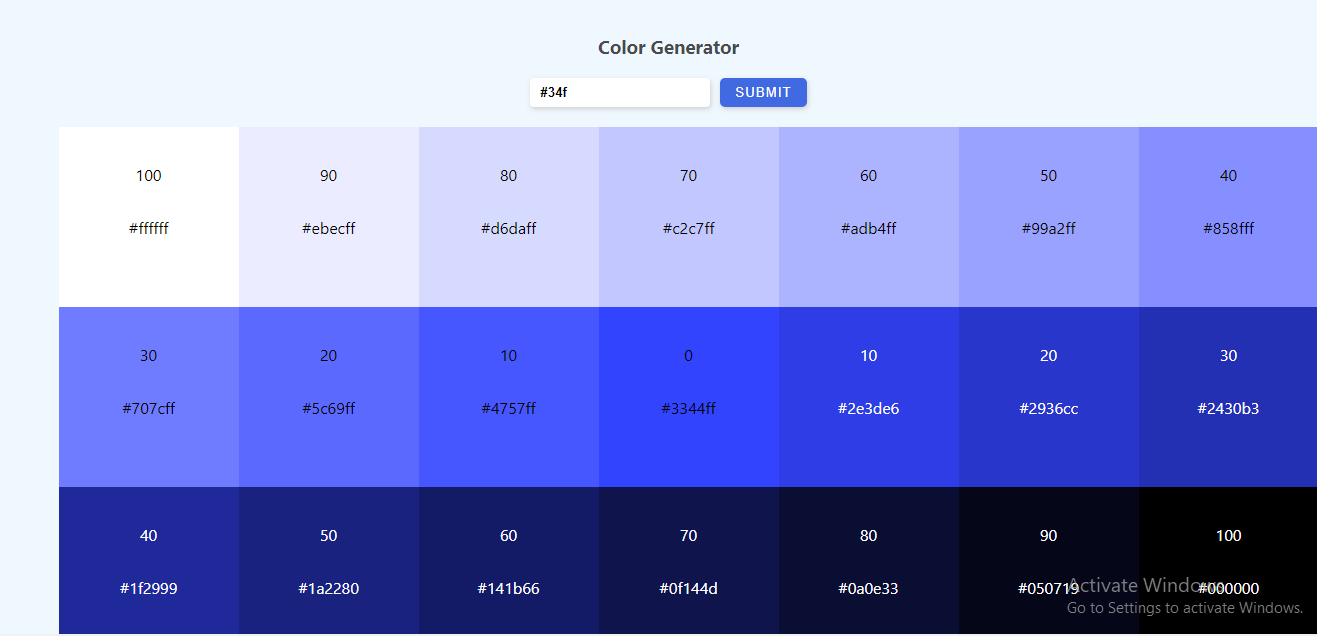 Color Generator
#34f SUBMIT
100 90 80 70 60 50 40
#ffffff #ebecff #d6daff #c2c7ff #adb4ff #99a2ff #858fff
30 20 10 0 10 20 30
#707cff #5c69ff #4757ff #3344ff #2e3de6 #2936cc #2430b3
40 50 60 70 80 90 100
#1f2999 #1a2280 #141b66 #0f144d #0a0e33 #050719 #000000
Activate Windows
Go to Settings to activate Windows.